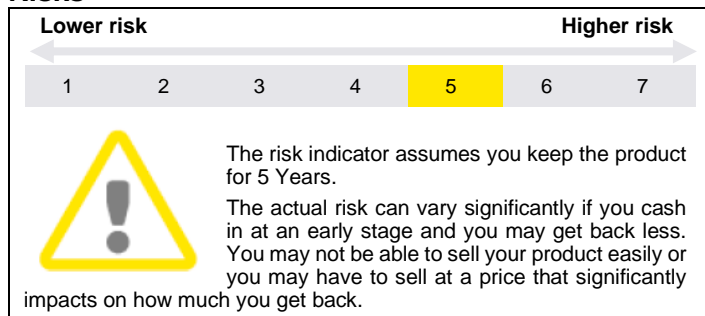 Lower risk Higher risk
1 2 3 4 5 6 7
The risk indicator assumes you keep the product
for 5 Years.
The actual risk can vary significantly if you cash
in at an early stage and you may get back less.
You may not be able to sell your product easily or
you may have to sell at a price that significantly
impacts on how much you get back.